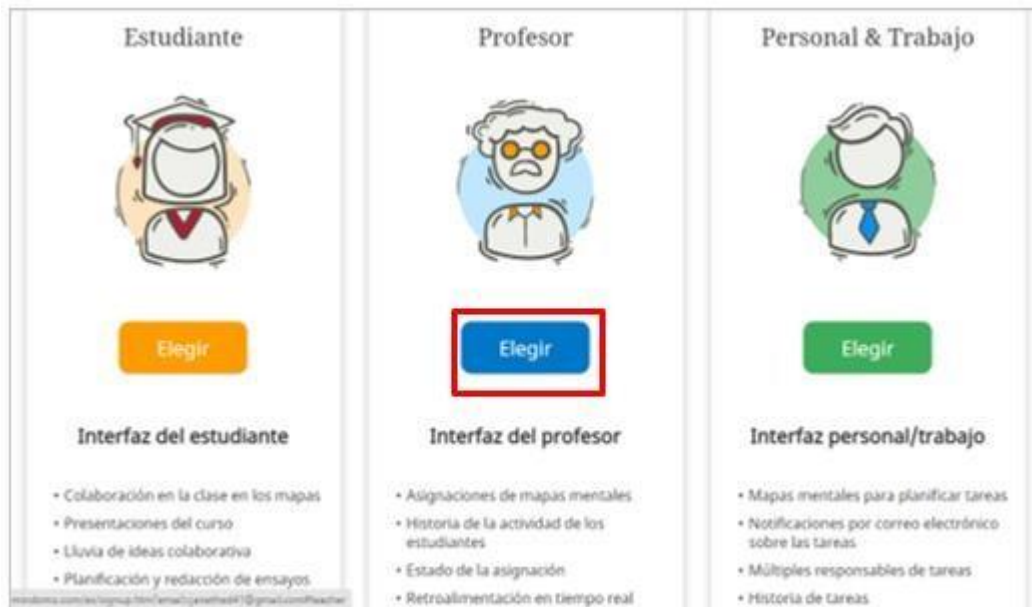 Estudiante
Profesor
Personal & Trabajo
Elegir
Elegir
Elegir
Interfaz del estudiante
• Colaboración en la clase en los mapas
• Presentaciones del curso
• Lluvia de ideas colaborativa
• Planificación y redacción de ensayos
Interfaz del profesor
• Asignaciones de mapas mentales
• Historia de la actividad de los
estudiantes
• Estado de la asignación
• Retroalimentación en tiempo real
Interfaz personal/trabajo
• Mapas mentales para planificar tareas
• Notificaciones por correo electrónico
sobre las tareas
• Múltiples responsables de tareas
• Historia de tareas